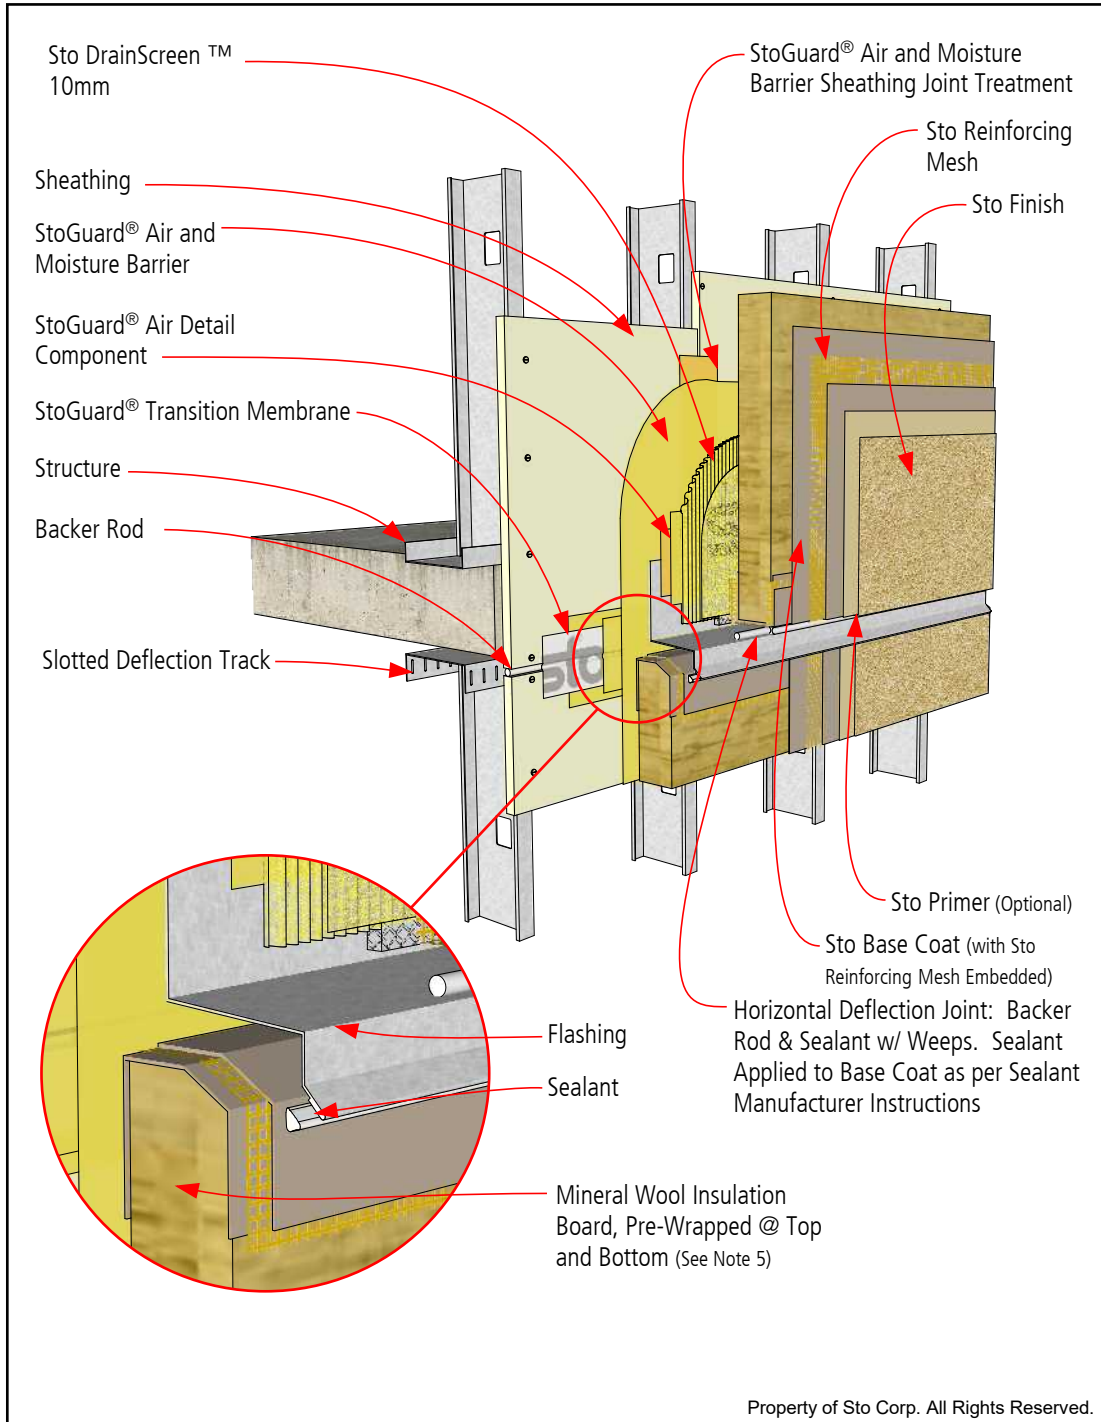 Sto DrainScreen ™
10mm
StoGuard® Air and Moisture
Barrier Sheathing Joint Treatment
Sto Reinforcing
Mesh
Sheathing
Sto Finish
StoGuard® Air and
Moisture Barrier
StoGuard® Air Detail
Component
StoGuard® Transition Membrane
Structure
Backer Rod
Slotted Deflection Track
sto
Sto Primer (Optional)
Sto Base Coat (with Sto
Reinforcing Mesh Embedded)
Horizontal Deflection Joint: Backer
Rod & Sealant w/ Weeps. Sealant
Applied to Base Coat as per Sealant
Manufacturer Instructions
Flashing
Sealant
Mineral Wool Insulation
Board, Pre-Wrapped @ Top
and Bottom (See Note 5)
Property of Sto Corp. All Rights Reserved.